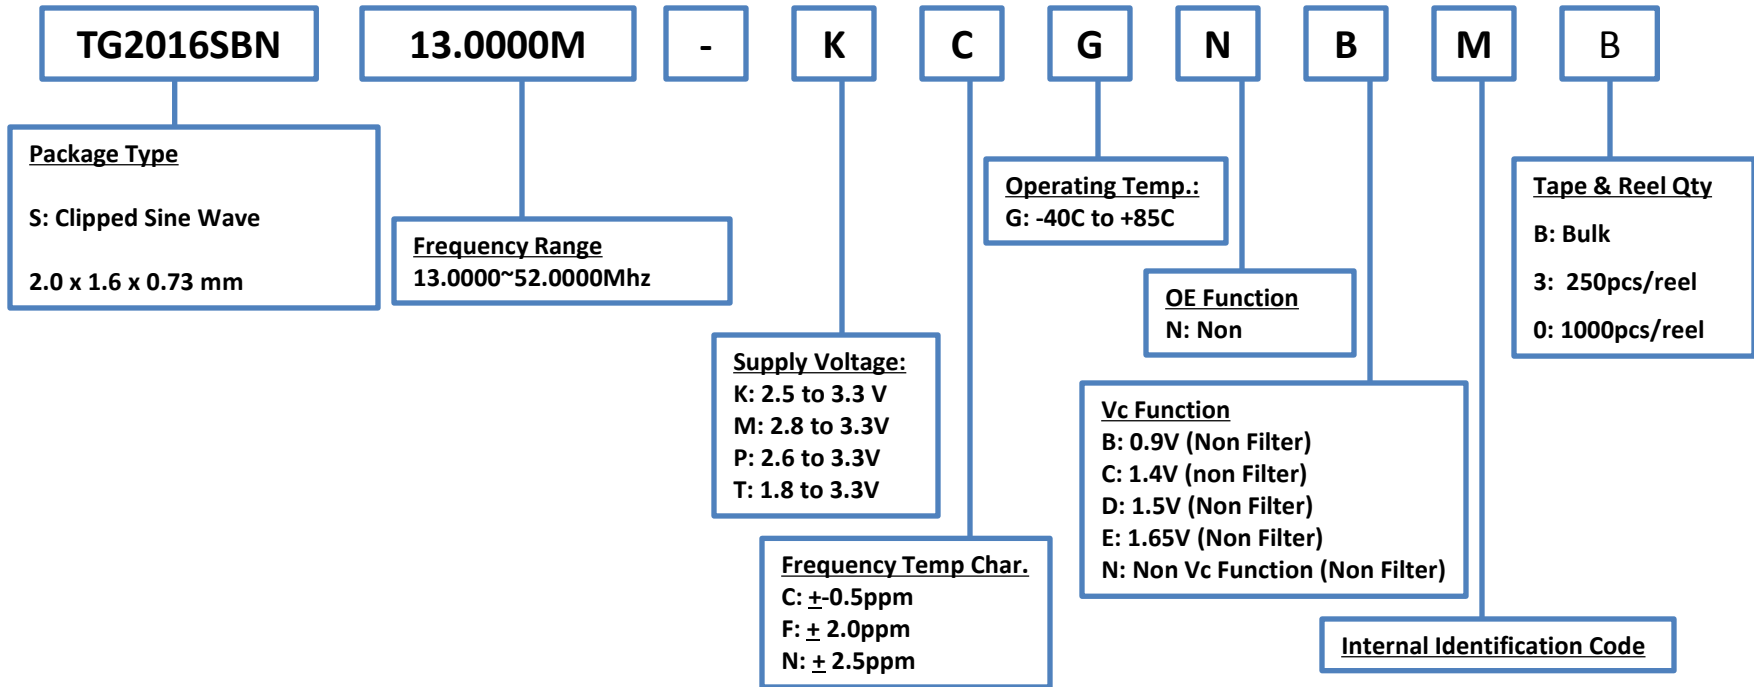 TG2016SBN 13.0000M - K C G N B M B
Package Type
S: Clipped Sine Wave
2.0 x 1.6 x 0.73 mm
Frequency Range
13.0000~52.0000Mhz
Supply Voltage:
K: 2.5 to 3.3 V
M: 2.8 to 3.3V
P: 2.6 to 3.3V
T: 1.8 to 3.3V
Frequency Temp Char.
C: +-0.5ppm
F: + 2.0ppm
N: + 2.5ppm
Operating Temp.:
G: -40C to +85C
OE Function
N: Non
Vc Function
B: 0.9V (Non Filter)
C: 1.4V (non Filter)
D: 1.5V (Non Filter)
E: 1.65V (Non Filter)
N: Non Vc Function (Non Filter)
Internal Identification Code
Tape & Reel Qty
B: Bulk
3: 250pcs/reel
0: 1000pcs/reel